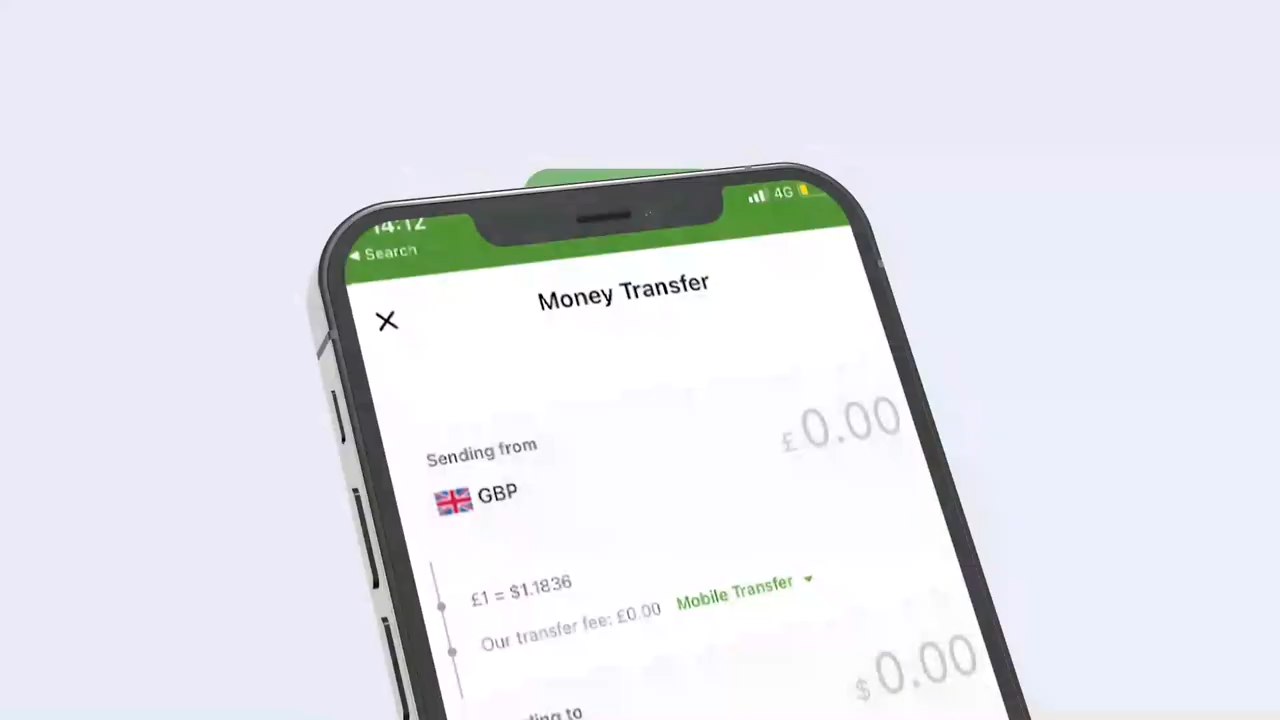 14:12
4G
Search
Money Transfer
Sending from
£0.00
GBP
£1 = $1.1836
Our transfer fee: £0.00 Mobile Transfer
$0.00
to